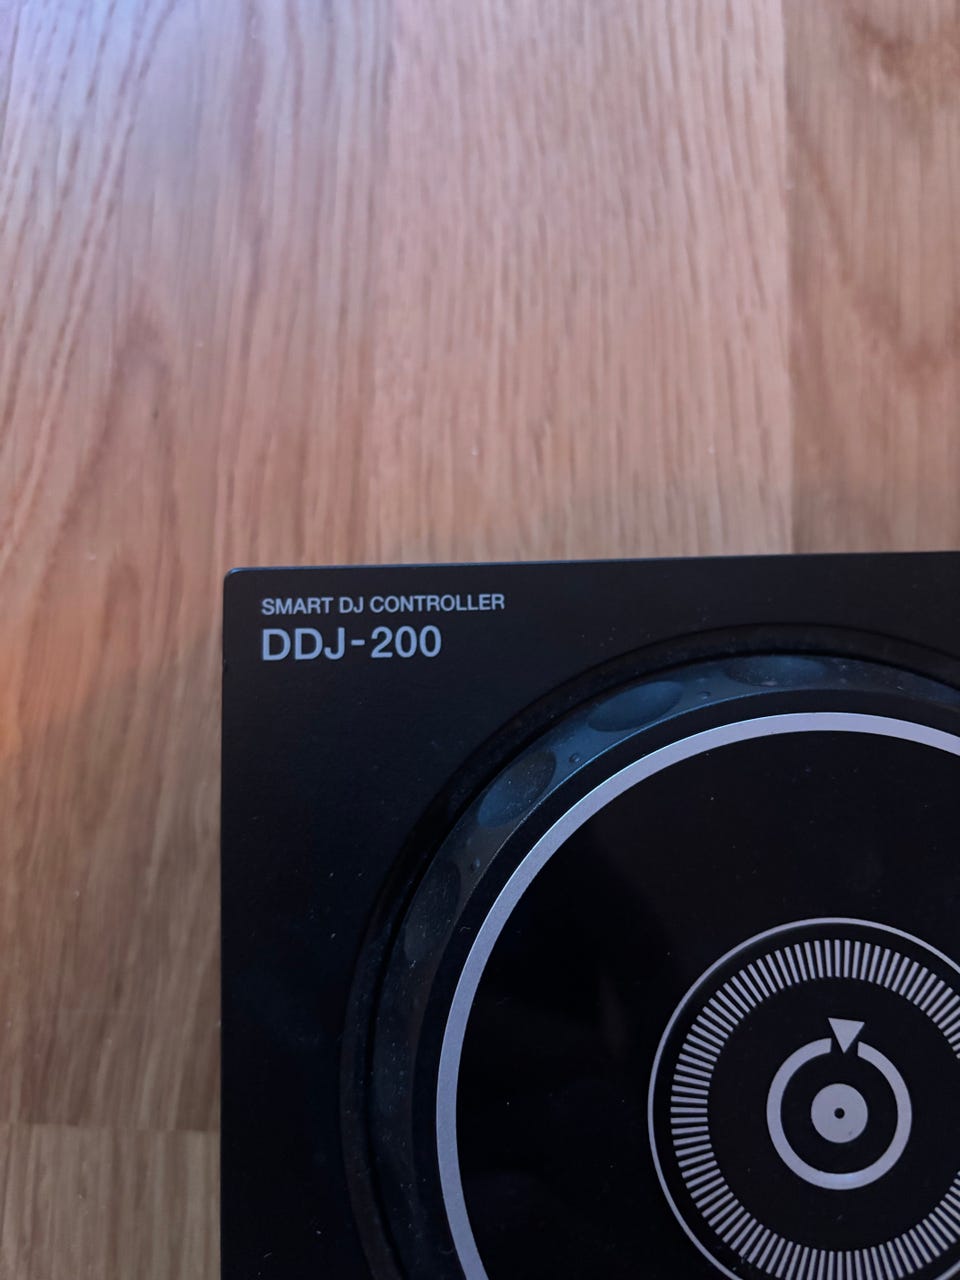 SMART DJ CONTROLLER
DDJ-200